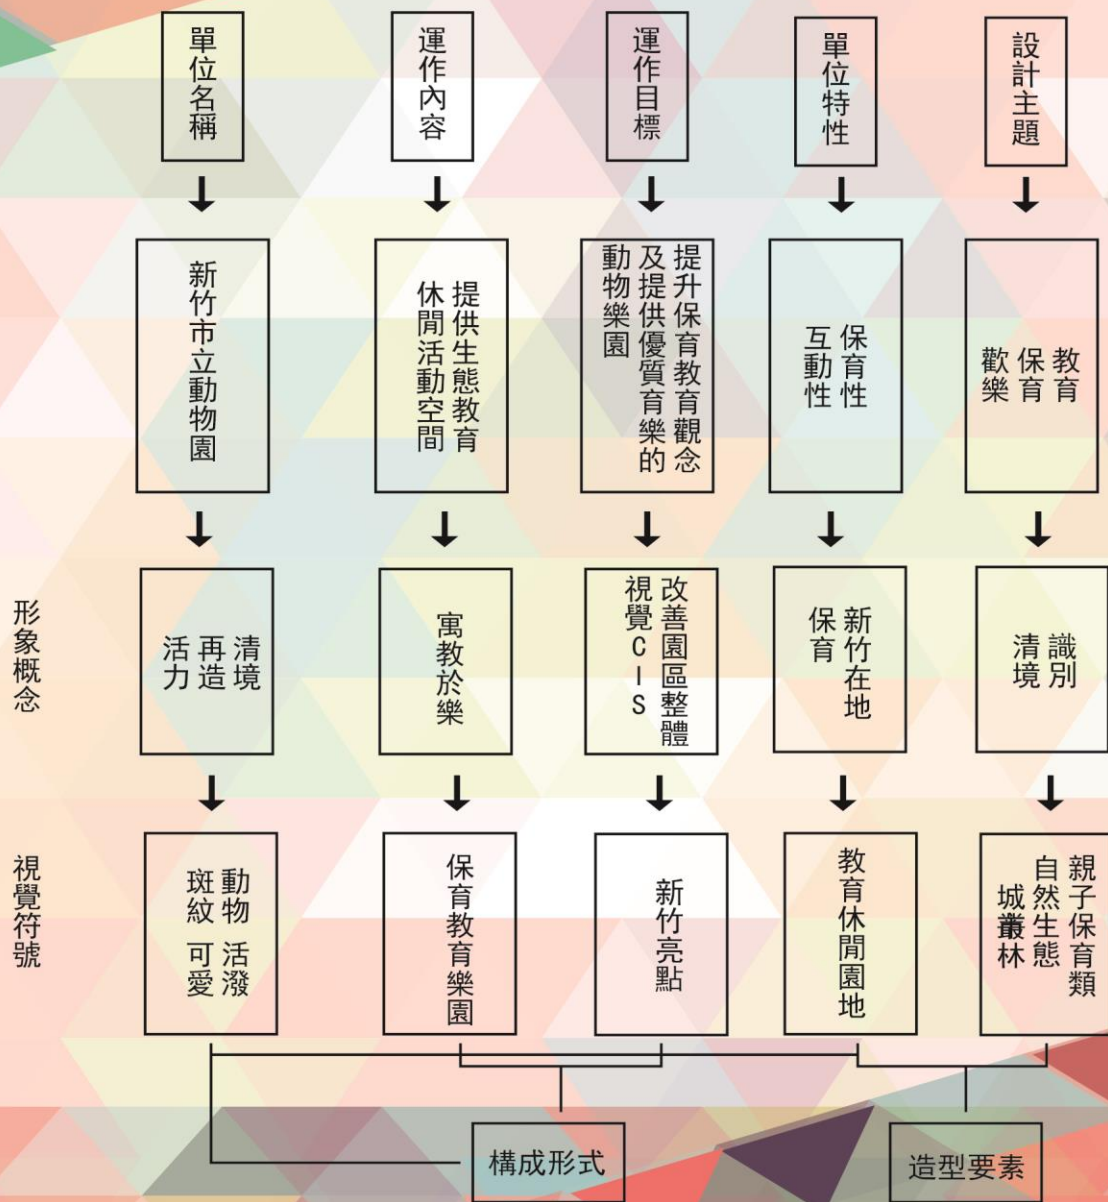 單位名稱
運作內容
運作目標
單位特性
設計主題
新竹市立動物園
提供生態教育
休閒活動空間
提升保育教育觀念
及提供優質育樂的
動物樂園
保育性
互動性
教育
保育
歡樂
形象概念
清境
再造
活力
寓教於樂
改善園區整體
視覺CIS
新竹在地
保育
識別
清境
視覺符號
動物 活潑
斑紋 可愛
保育教育樂園
新竹亮點
教育休閒園地
親子保育類
自然生態
城市叢林
構成形式
造型要素